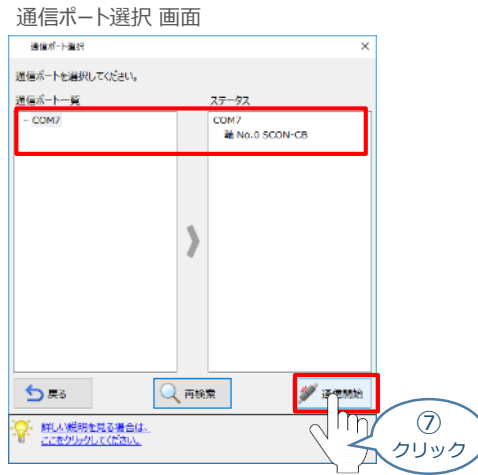 通信ポート選択 画面
通信ポート選択
通信ポートを選択してください。
通信ポート一覧
ステータス
COM7
COM7
軸 No.0 SCON-CB
戻る
再検索
通信開始
詳しい説明を見る場合は、
ここをクリックしてください。
⑦
クリック